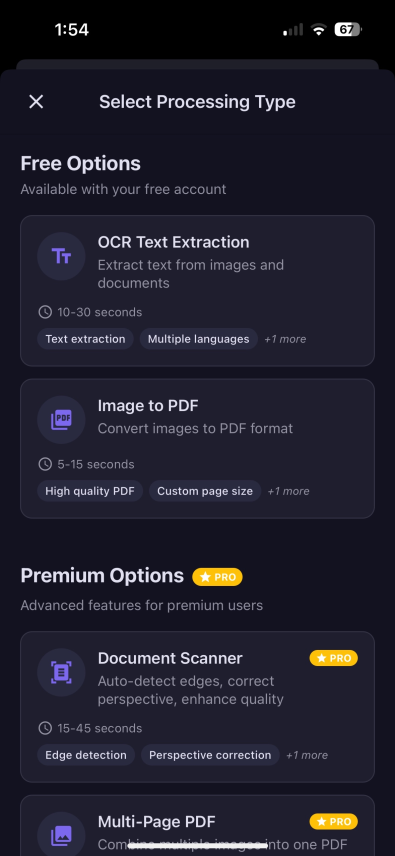 1:54
67
Select Processing Type
Free Options
Available with your free account
OCR Text Extraction
Extract text from images and
documents
10-30 seconds
Text extraction
Multiple languages
+1 more
PDF
Image to PDF
Convert images to PDF format
5-15 seconds
High quality PDF
Custom page size
+1 more
Premium Options
PRO
Advanced features for premium users
Document Scanner
PRO
Auto-detect edges, correct
perspective, enhance quality
15-45 seconds
Edge detection
Perspective correction
+1 more
Multi-Page PDF
PRO
Combine multiple images into one PDF